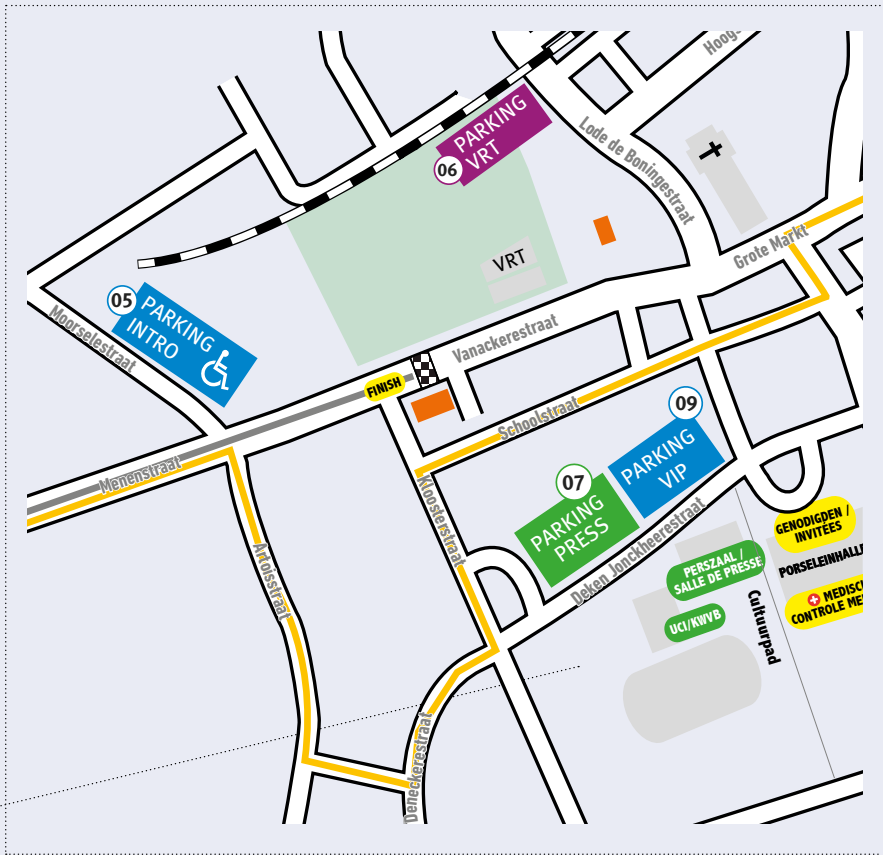 Hoogs
PARKING
VRT
06
Lode de Boningestraat
Grote Markt
VRT
05
PARKING
INTRO
Moorselestraat
Vanackerestraat
FINISH
Schoolstraat
09
PARKING
VIP
07
PARKING
PRESS
Menenstraat
Kloosterstraat
Artoisstraat
Deken Jonckheerestraat
GENODIGDEN /
INVITÉES
PORSELEINHALLE
PERSZAAL /
SALLE DE PRESSE
MEDISCH
CONTROLE ME
UCI/KWVB
Cultuurpad
Deneckerestraat